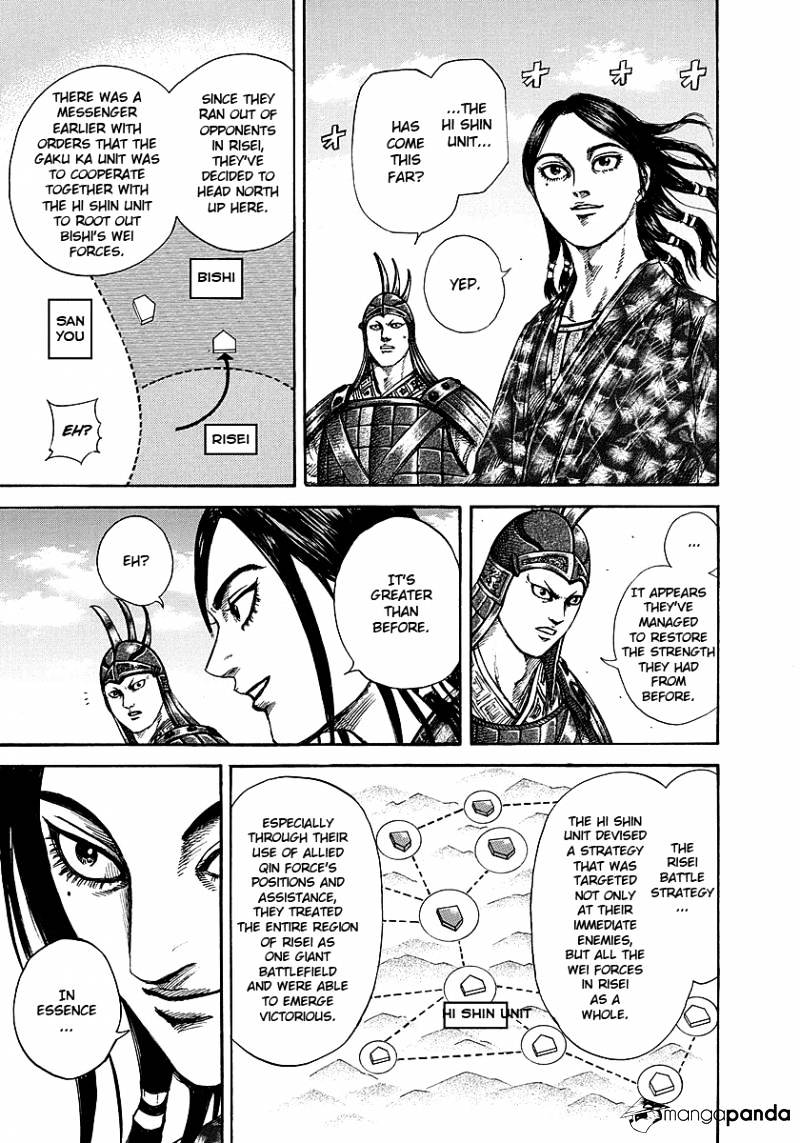 オ
オ
オ
オ
...THE
HI SHIN
UNIT...
HAS
COME
THIS
FAR?
YEP.
SINCE THEY
RAN OUT OF
OPPONENTS
IN RISEI,
THEY'VE
DECIDED TO
HEAD NORTH
UP HERE.
THERE WAS A
MESSENGER
EARLIER WITH
ORDERS THAT THE
GAKU KA UNIT WAS
TO COOPERATE
TOGETHER WITH
THE HI SHIN UNIT
TO ROOT OUT
BISHI'S WEI
FORCES.
BISHI
SAN
YOU
RISEI
EH?
...
IT APPEARS
THEY'VE
MANAGED
TO RESTORE
THE STRENGTH
THEY HAD
FROM
BEFORE.
IT'S
GREATER
THAN
BEFORE.
EH?
THE
RISEI
BATTLE
STRATEGY
...
THE HI SHIN
UNIT DEVISED
A STRATEGY
THAT WAS
TARGETED
NOT ONLY
AT THEIR
IMMEDIATE
ENEMIES,
BUT ALL THE
WEI FORCES
IN RISEI
AS A
WHOLE.
ESPECIALLY
THROUGH THEIR
USE OF ALLIED
QIN FORCE'S
POSITIONS AND
ASSISTANCE,
THEY TREATED
THE ENTIRE REGION
OF RISEI AS
ONE GIANT
BATTLEFIELD
AND WERE ABLE
TO EMERGE
VICTORIOUS.
HI SHIN UNIT
IN
ESSENCE
...
mangapanda